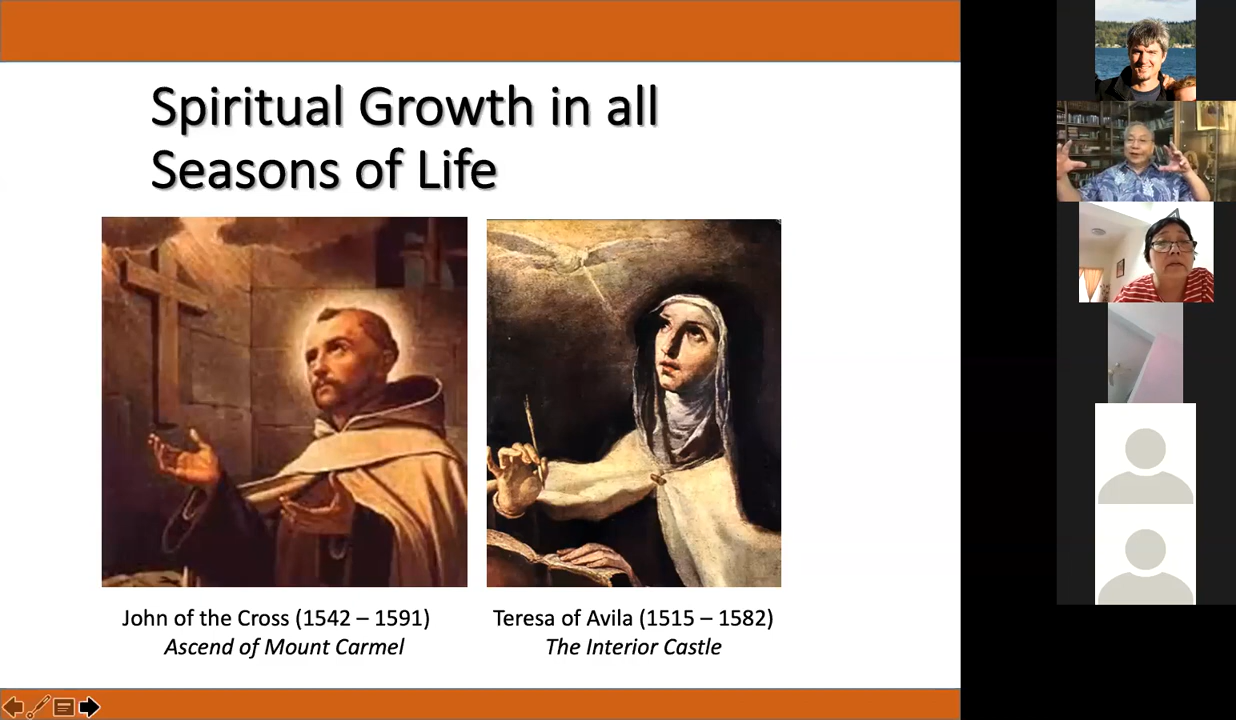 Spiritual Growth in all
Seasons of Life
John of the Cross (1542 – 1591)
Ascend of Mount Carmel
Teresa of Avila (1515 – 1582)
The Interior Castle